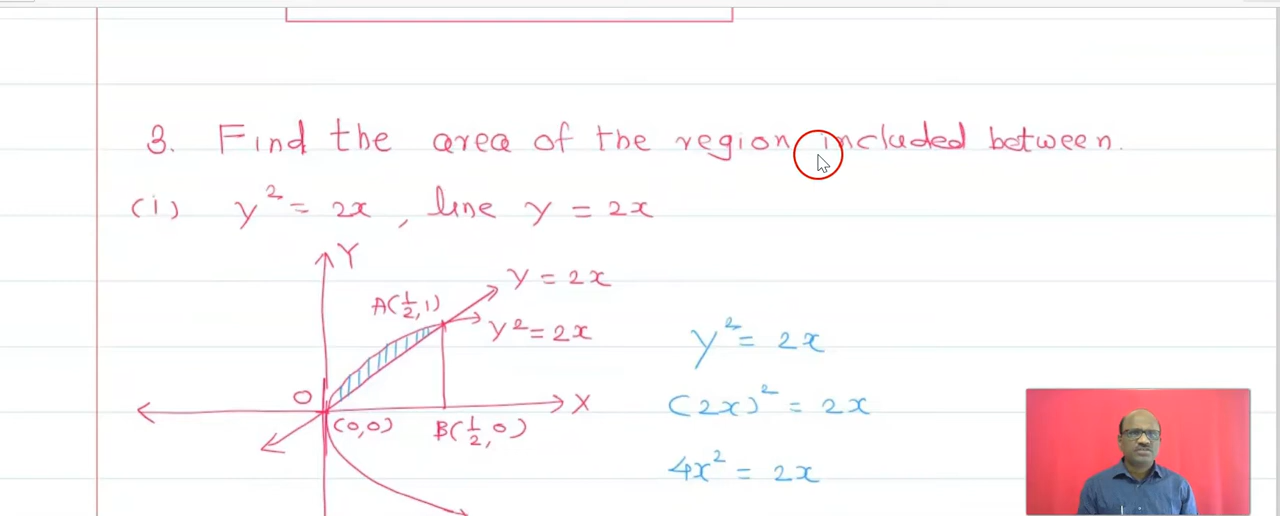 3. Find the area of the region included between.
(i) y² = 2x, line y = 2x
Y
y = 2x
A(½, 1)
y² = 2x
O
X
(0,0)
B(½, 0)
y² = 2x
(2x)² = 2x
4x² = 2x